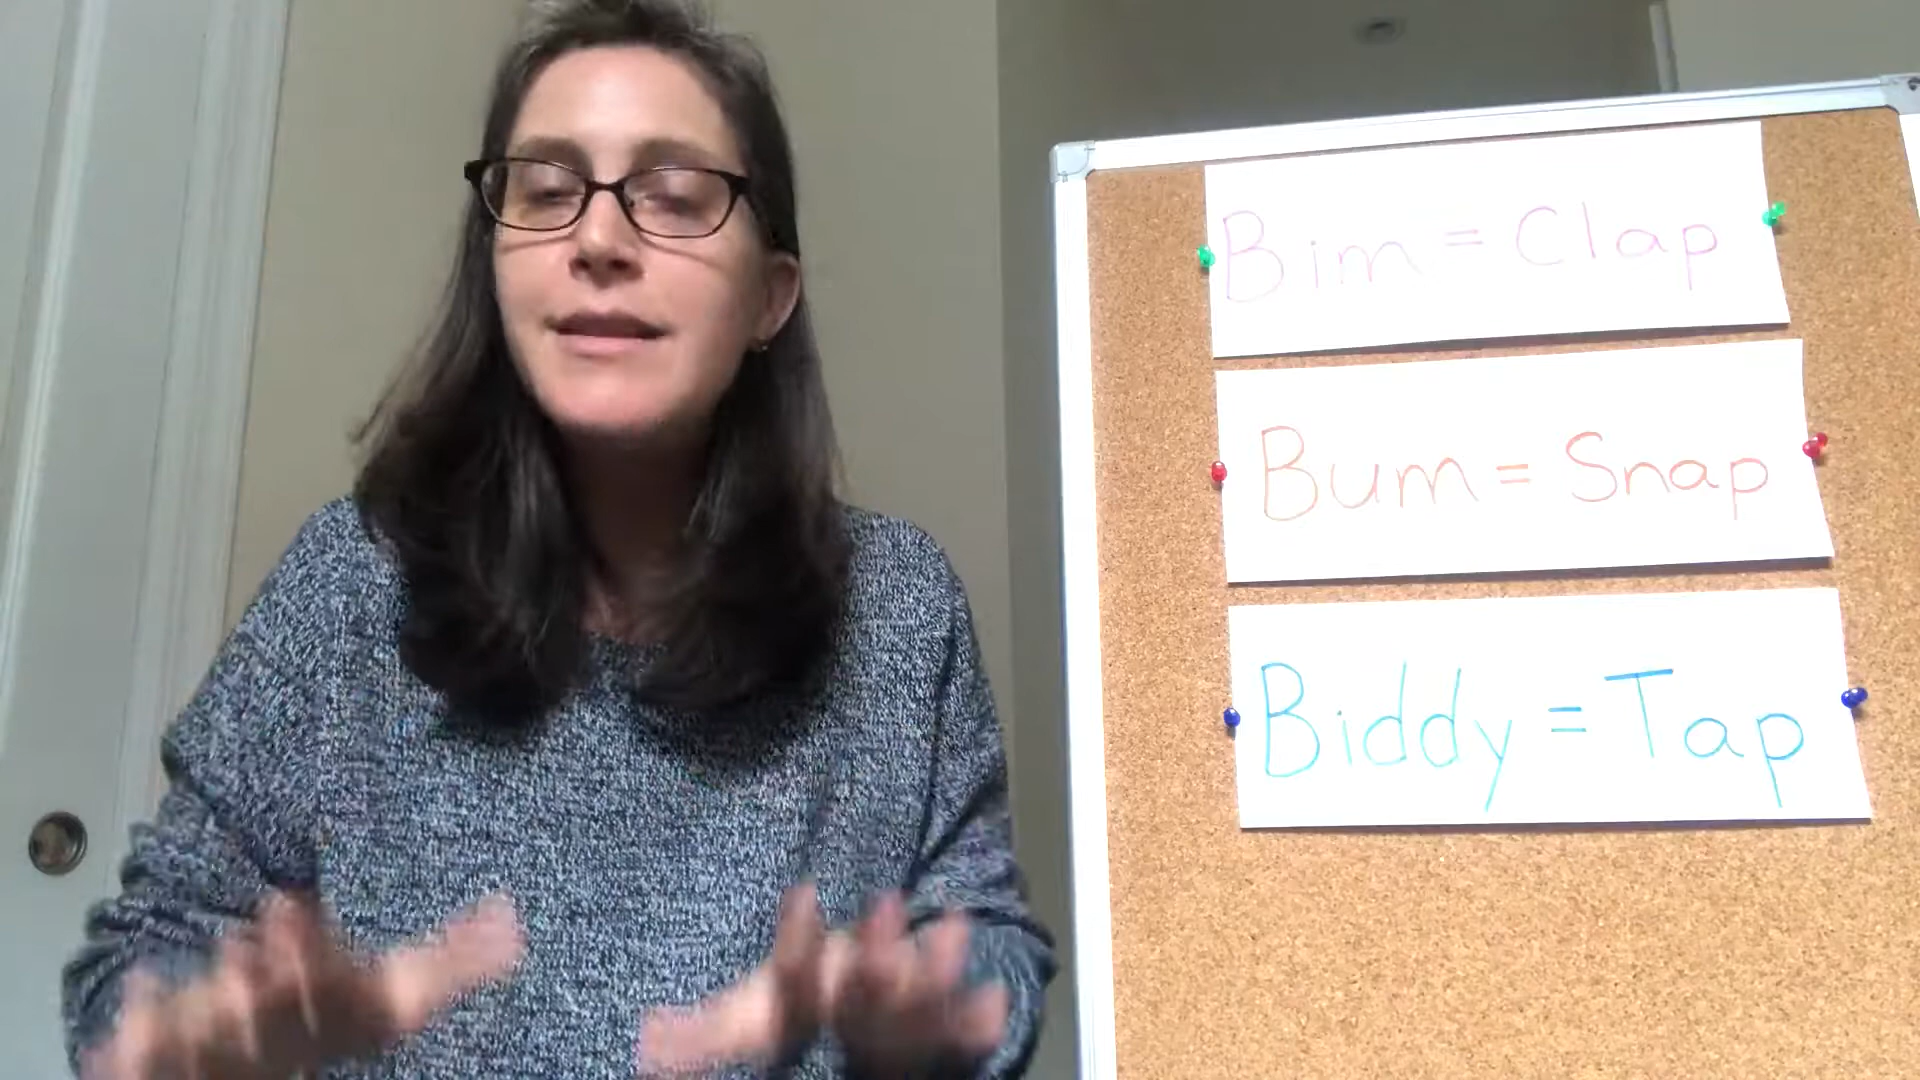 Bim = Clap
Bum = Snap
Biddy = Tap